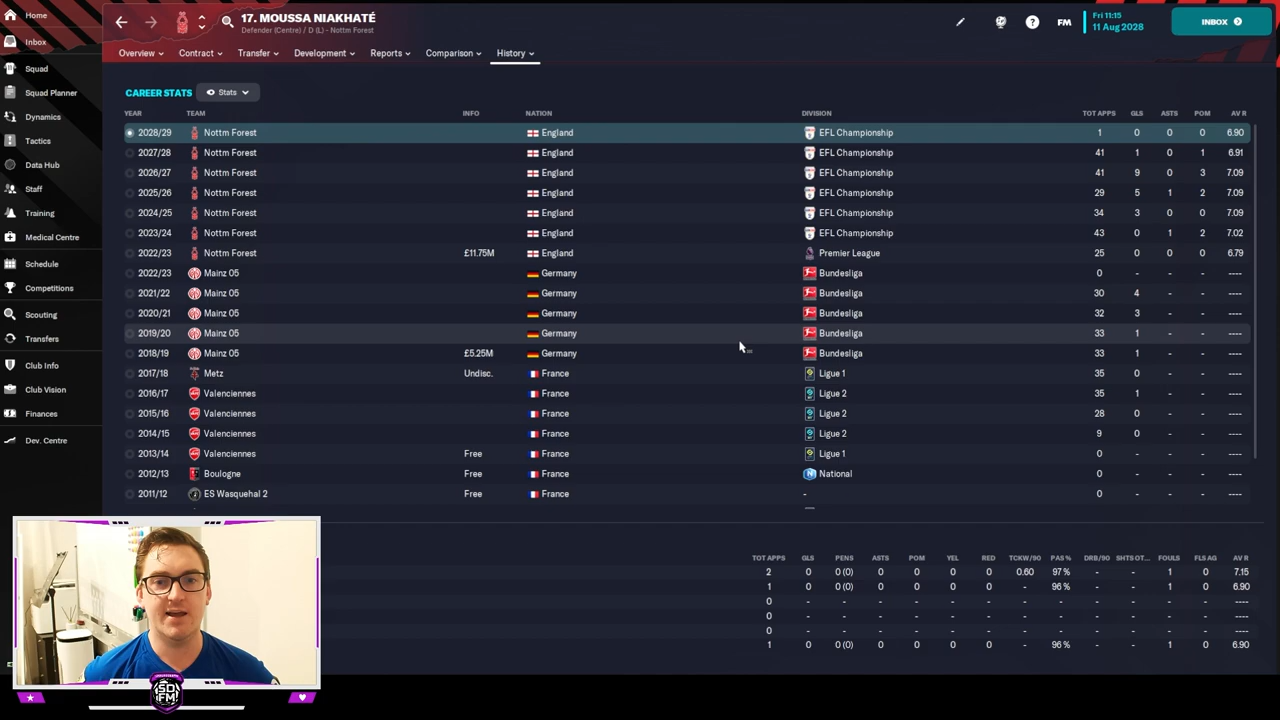 Home
Inbox
Squad
Squad Planner
Dynamics
Tactics
Data Hub
Staff
Training
Medical Centre
Schedule
Competitions
Scouting
Transfers
Club Info
Club Vision
Finances
Dev. Centre
17. MOUSSA NIAKHATÉ
Defender (Centre) / D (L) - Nottm Forest
FM
Fri 11:15
11 Aug 2028
INBOX
Overview Contract Transfer Development Reports Comparison History
CAREER STATS Stats
YEAR TEAM INFO NATION DIVISION TOT APPS GLS ASTS POM AV R
2028/29 Nottm Forest England EFL Championship 1 0 0 0 6.90
2027/28 Nottm Forest England EFL Championship 41 1 0 1 6.91
2026/27 Nottm Forest England EFL Championship 41 9 0 3 7.09
2025/26 Nottm Forest England EFL Championship 29 5 1 2 7.09
2024/25 Nottm Forest England EFL Championship 34 3 0 0 7.09
2023/24 Nottm Forest England EFL Championship 43 0 1 2 7.02
2022/23 Nottm Forest £11.75M England Premier League 25 0 0 0 6.79
2022/23 Mainz 05 Germany Bundesliga 0 - - - ----
2021/22 Mainz 05 Germany Bundesliga 30 4 - - ----
2020/21 Mainz 05 Germany Bundesliga 32 3 - - ----
2019/20 Mainz 05 Germany Bundesliga 33 1 - - ----
2018/19 Mainz 05 £5.25M Germany Bundesliga 33 1 - - ----
2017/18 Metz Undisc. France Ligue 1 35 0 - - ----
2016/17 Valenciennes France Ligue 2 35 1 - - ----
2015/16 Valenciennes France Ligue 2 28 0 - - ----
2014/15 Valenciennes France Ligue 2 9 0 - - ----
2013/14 Valenciennes Free France Ligue 1 0 - - - ----
2012/13 Boulogne Free France National 0 - - - ----
2011/12 ES Wasquehal 2 Free France - 0 - - - ----
TOT APPS GLS PENS ASTS POM YEL RED TCKW/90 PAS % DRB/90 SHTS OT... FOULS FLS AG AV R
2 0 0 (0) 0 0 0 0 0.60 97 % - - 1 0 7.15
1 0 0 (0) 0 0 0 0 - 96 % - - 1 0 6.90
0 - - - - - - - - - - - - ----
0 - - - - - - - - - - - - ----
0 - - - - - - - - - - - - ----
1 0 0 (0) 0 0 0 0 - 96 % - - 1 0 6.90
SD
FM